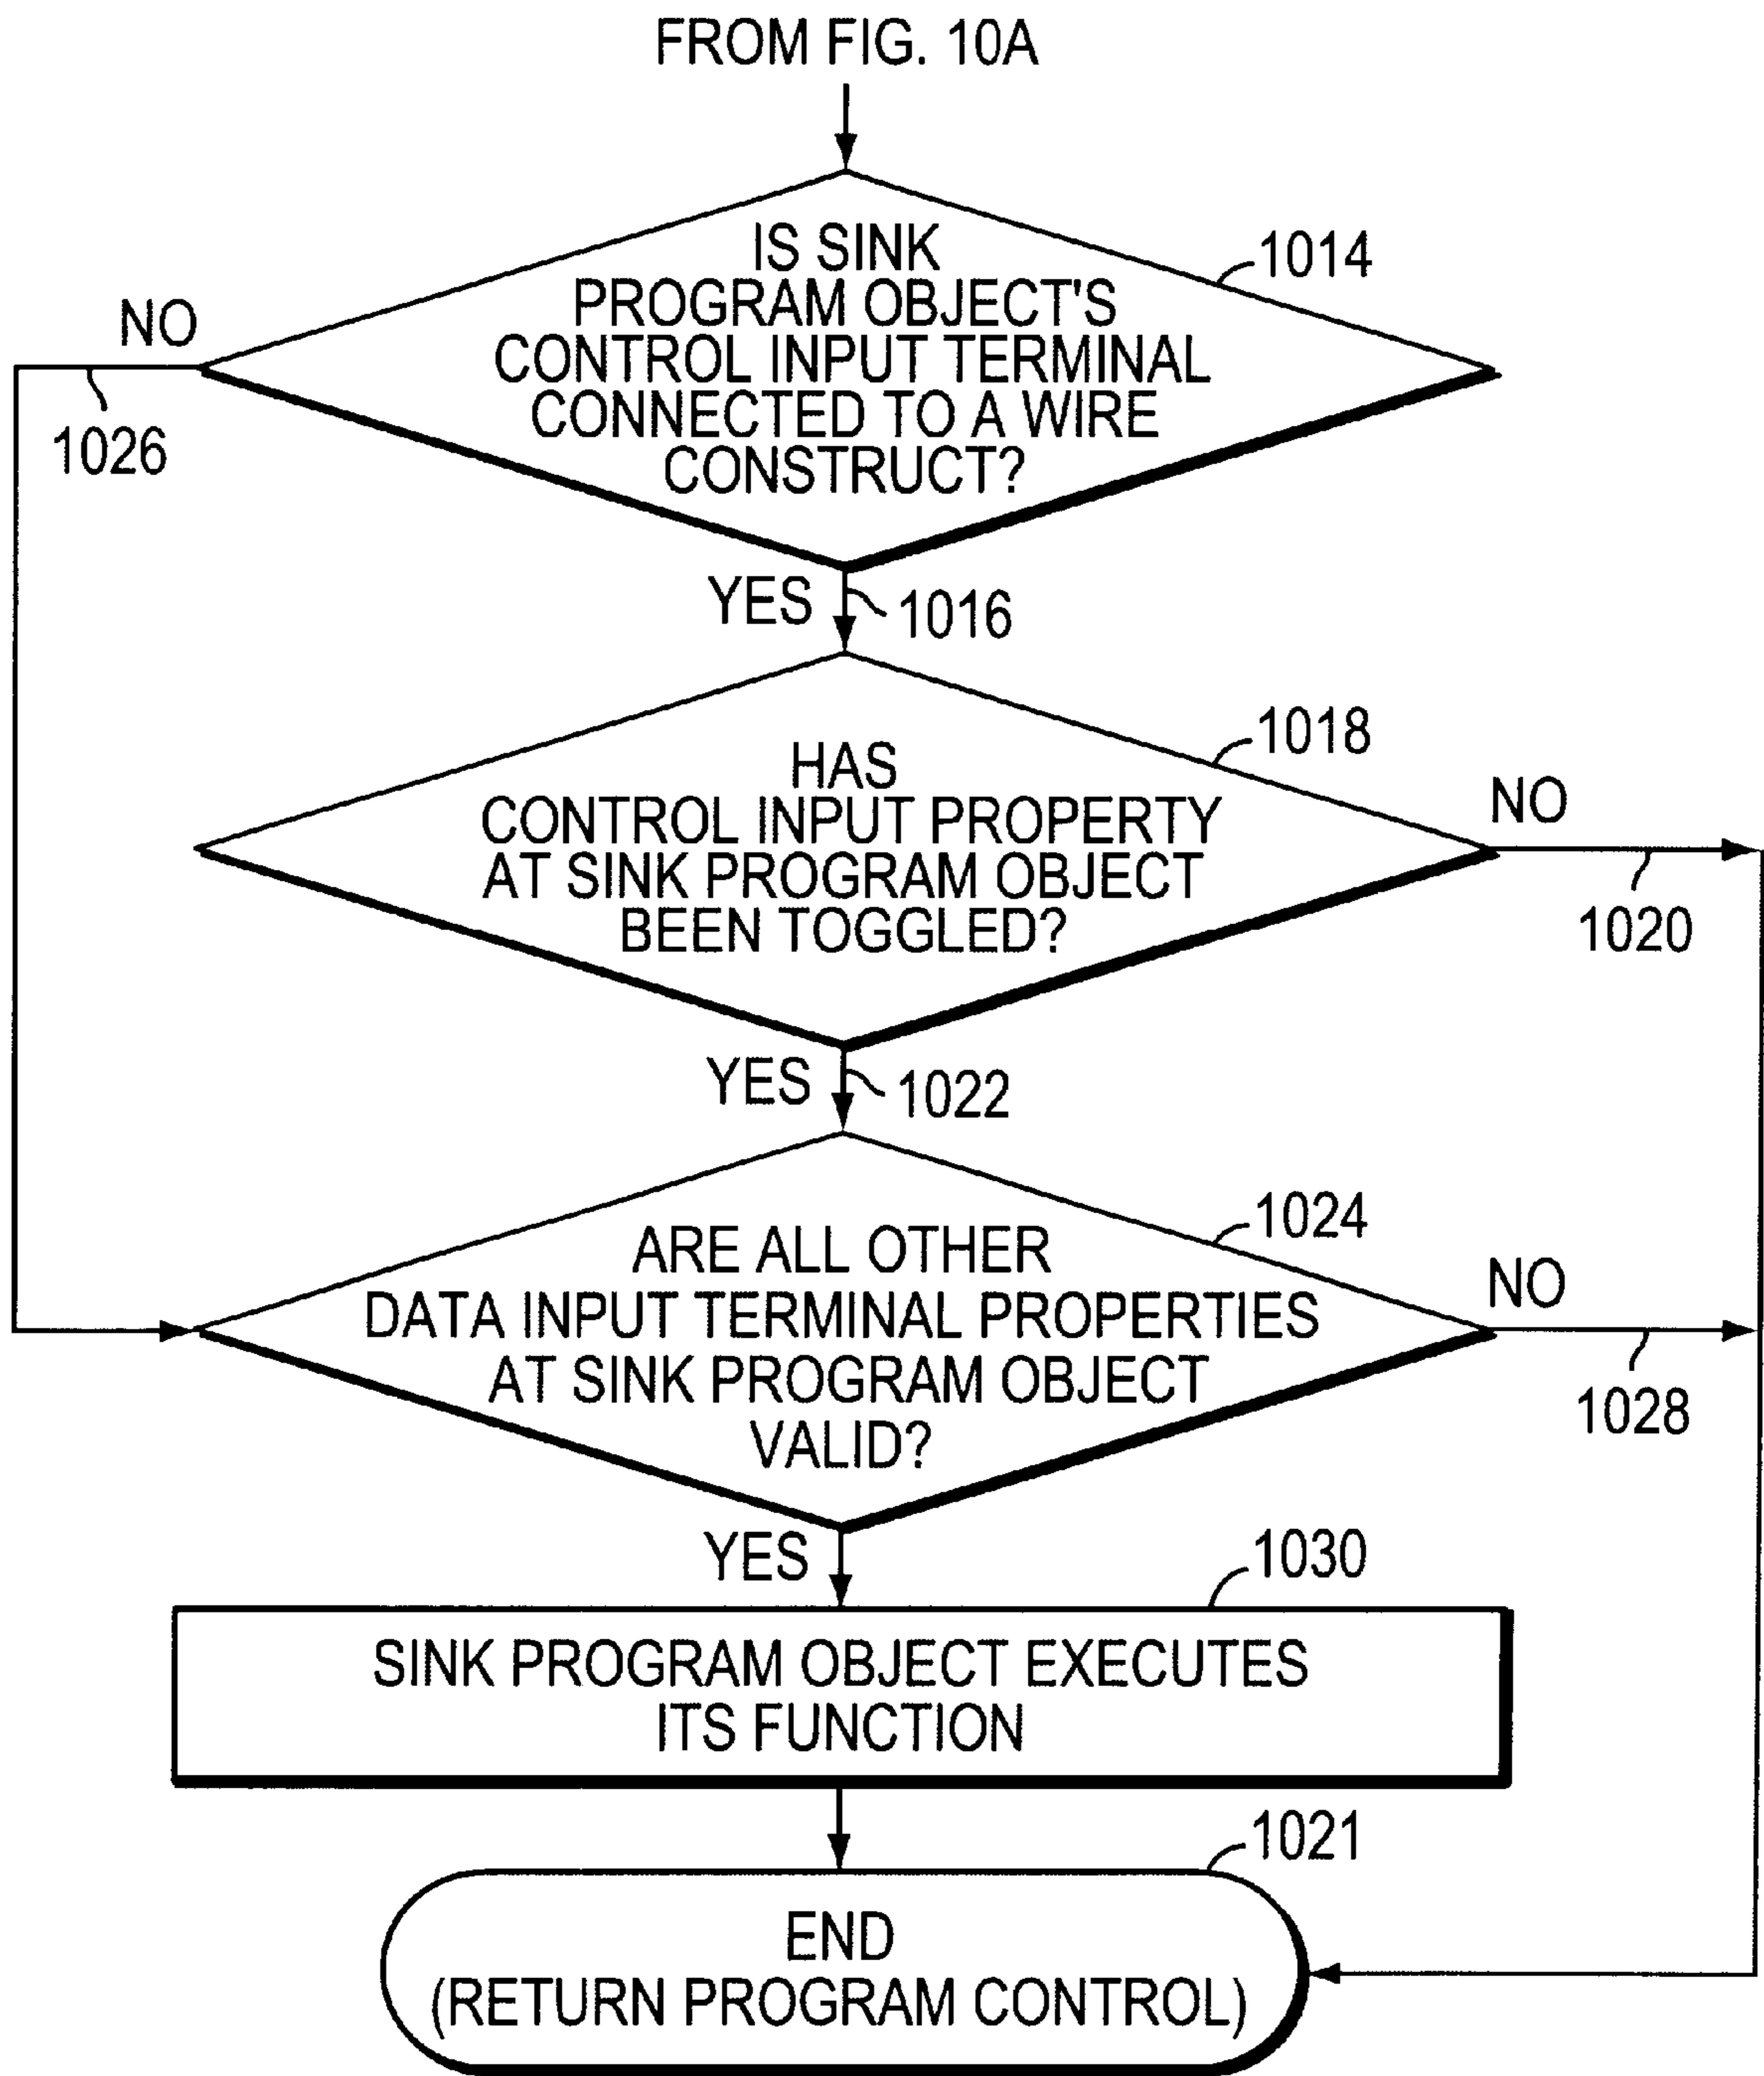 FROM FIG. 10A
IS SINK
PROGRAM OBJECT'S
CONTROL INPUT TERMINAL
CONNECTED TO A WIRE
CONSTRUCT?
1014
NO
1026
YES
1016
HAS
CONTROL INPUT PROPERTY
AT SINK PROGRAM OBJECT
BEEN TOGGLED?
1018
NO
1020
YES
1022
ARE ALL OTHER
DATA INPUT TERMINAL PROPERTIES
AT SINK PROGRAM OBJECT
VALID?
1024
NO
1028
YES
1030
SINK PROGRAM OBJECT EXECUTES
ITS FUNCTION
1021
END
(RETURN PROGRAM CONTROL)